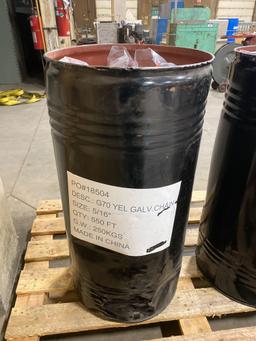 PO#18504
DESC.: G70 YEL GALV.CHAIN
SIZE: 5/16"
QTY: 550 FT
G.W.: 250KGS
MADE IN CHINA